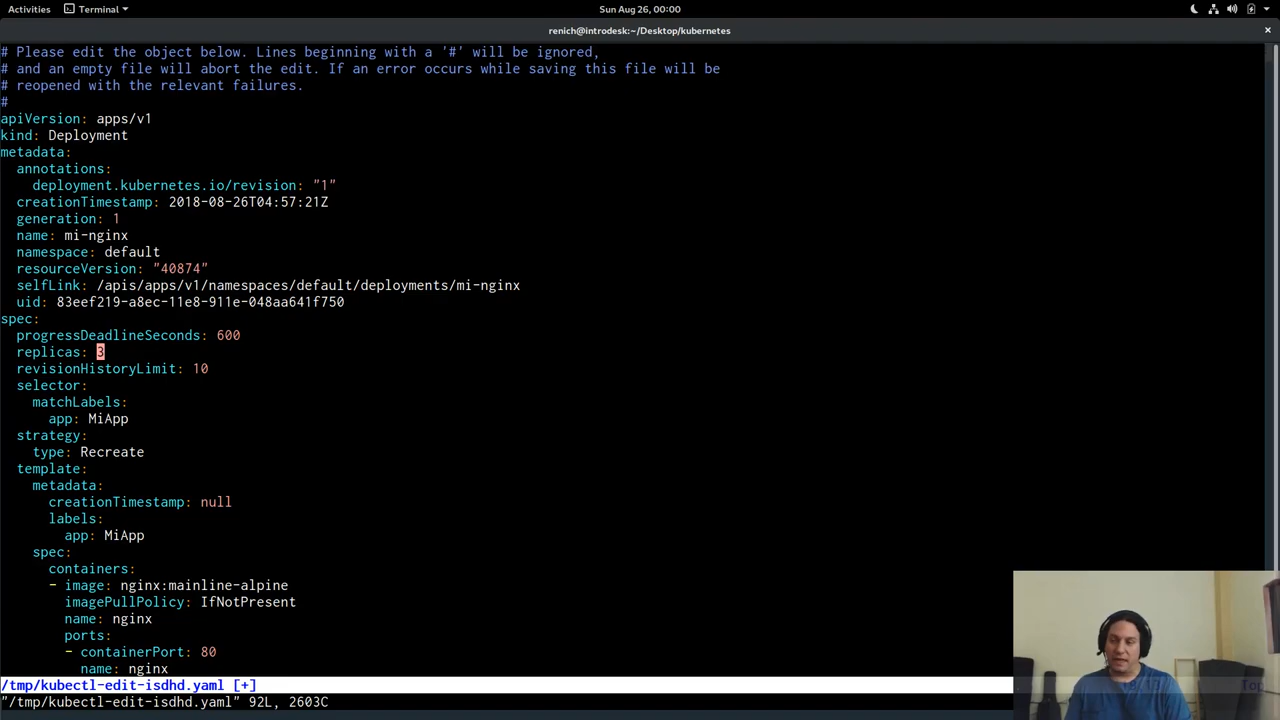 Activities
Terminal
Sun Aug 26, 00:00
renich@introdesk:~/Desktop/kubernetes
# Please edit the object below. Lines beginning with a '#' will be ignored,
# and an empty file will abort the edit. If an error occurs while saving this file will be
# reopened with the relevant failures.
#
apiVersion: apps/v1
kind: Deployment
metadata:
  annotations:
    deployment.kubernetes.io/revision: "1"
  creationTimestamp: 2018-08-26T04:57:21Z
  generation: 1
  name: mi-nginx
  namespace: default
  resourceVersion: "40874"
  selfLink: /apis/apps/v1/namespaces/default/deployments/mi-nginx
  uid: 83eef219-a8ec-11e8-911e-048aa641f750
spec:
  progressDeadlineSeconds: 600
  replicas: 3
  revisionHistoryLimit: 10
  selector:
    matchLabels:
      app: MiApp
  strategy:
    type: Recreate
  template:
    metadata:
      creationTimestamp: null
      labels:
        app: MiApp
    spec:
      containers:
      - image: nginx:mainline-alpine
        imagePullPolicy: IfNotPresent
        name: nginx
        ports:
        - containerPort: 80
          name: nginx
/tmp/kubectl-edit-isdhd.yaml [+]
Top
"/tmp/kubectl-edit-isdhd.yaml" 92L, 2603C